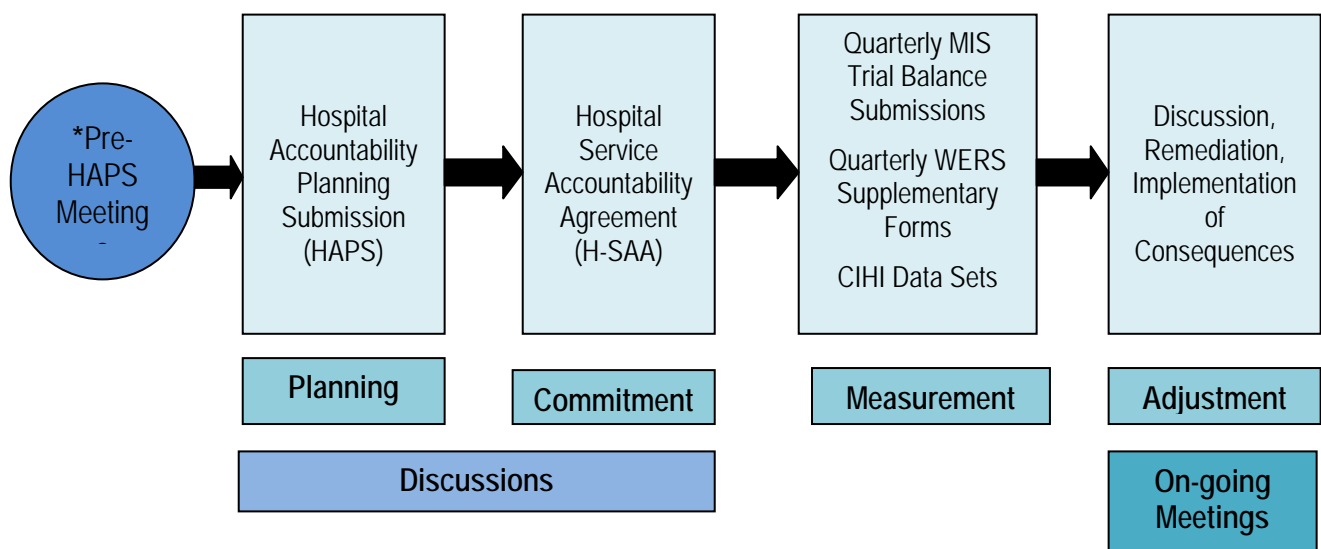 *Pre-
HAPS
Meeting
Hospital
Accountability
Planning
Submission
(HAPS)
Hospital
Service
Accountability
Agreement
(H-SAA)
Quarterly MIS
Trial Balance
Submissions
Quarterly WERS
Supplementary
Forms
CIHI Data Sets
Discussion,
Remediation,
Implementation
of
Consequences
Planning
Commitment
Measurement
Adjustment
Discussions
On-going
Meetings